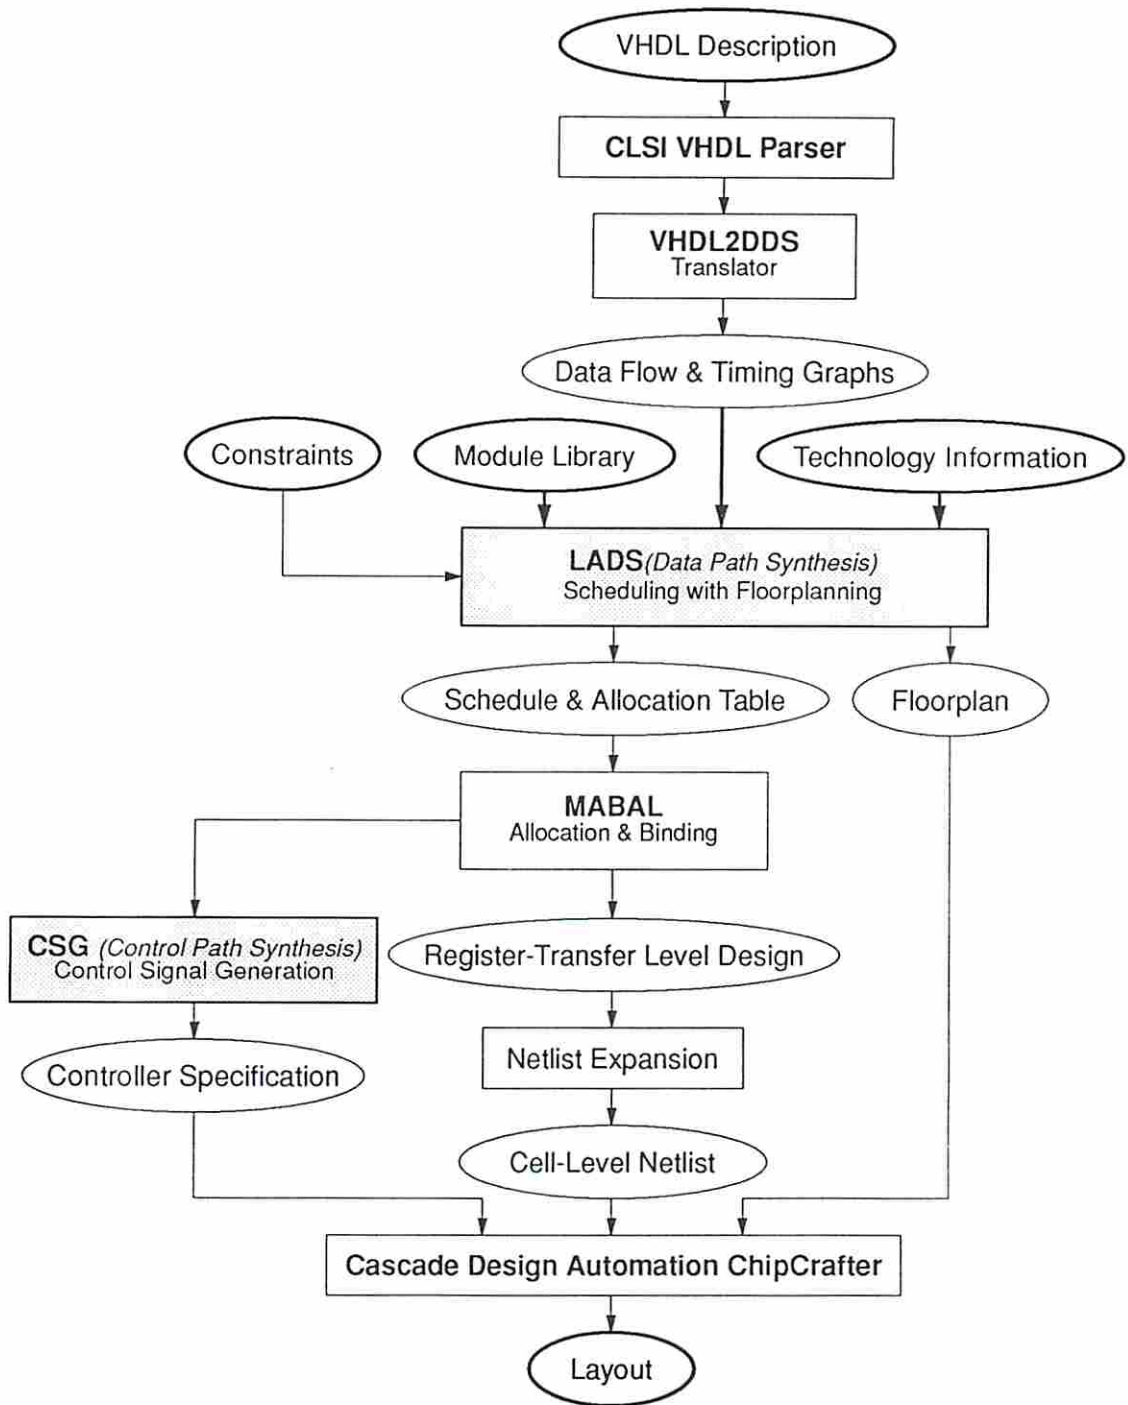 VHDL Description
CLSI VHDL Parser
VHDL2DDS
Translator
Data Flow & Timing Graphs
Constraints
Module Library
Technology Information
LADS(Data Path Synthesis)
Scheduling with Floorplanning
Schedule & Allocation Table
Floorplan
MABAL
Allocation & Binding
CSG (Control Path Synthesis)
Control Signal Generation
Register-Transfer Level Design
Netlist Expansion
Controller Specification
Cell-Level Netlist
Cascade Design Automation ChipCrafter
Layout